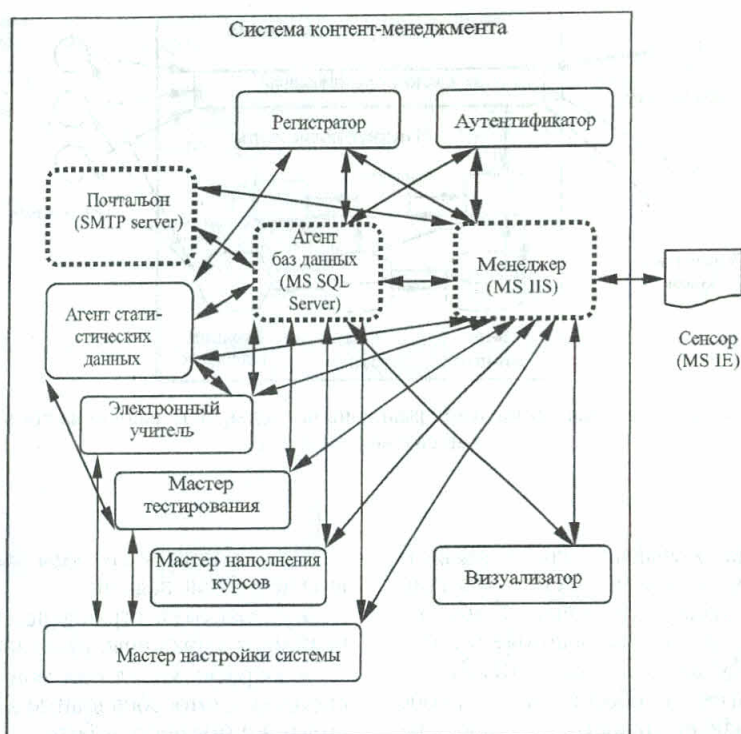 Система контент-менеджмента
Регистратор
Аутентификатор
Почтальон
(SMTP server)
Агент
баз данных
(MS SQL
Server)
Менеджер
(MS IIS)
Сенсор
(MS IE)
Агент стати-
стических
данных
Электронный
учитель
Мастер
тестирования
Мастер наполнения
курсов
Визуализатор
Мастер настройки системы